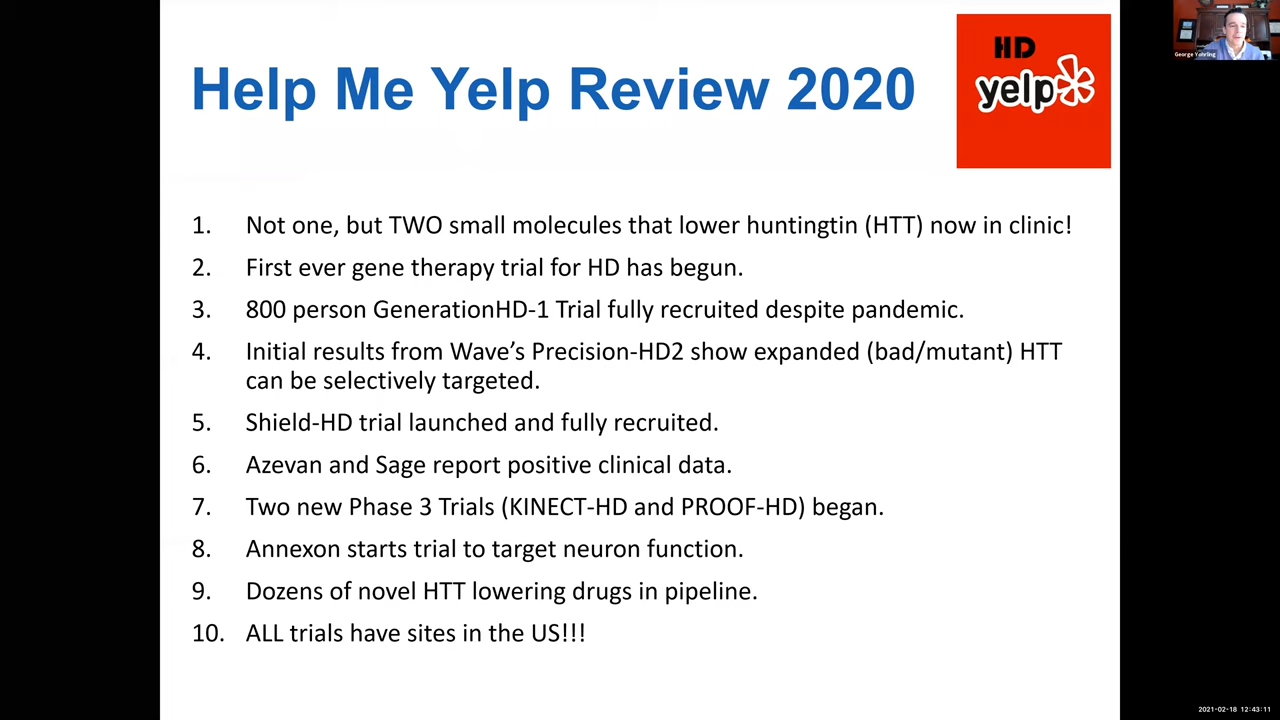 Help Me Yelp Review 2020
HD
yelp
George Yohrling
1. Not one, but TWO small molecules that lower huntingtin (HTT) now in clinic!
2. First ever gene therapy trial for HD has begun.
3. 800 person GenerationHD-1 Trial fully recruited despite pandemic.
4. Initial results from Wave’s Precision-HD2 show expanded (bad/mutant) HTT
can be selectively targeted.
5. Shield-HD trial launched and fully recruited.
6. Azevan and Sage report positive clinical data.
7. Two new Phase 3 Trials (KINECT-HD and PROOF-HD) began.
8. Annexon starts trial to target neuron function.
9. Dozens of novel HTT lowering drugs in pipeline.
10. ALL trials have sites in the US!!!
2021-02-18 12:43:11